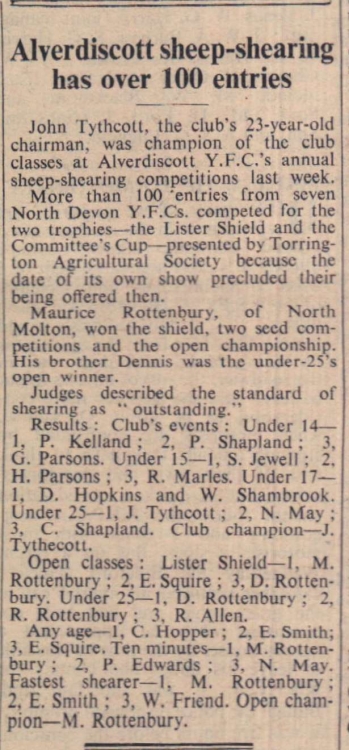 Alverdiscott sheep-shearing
has over 100 entries
John Tythcott, the club's 23-year-old
chairman, was champion of the club
classes at Alverdiscott Y.F.C.'s annual
sheep-shearing competitions last week.
More than 100 entries from seven
North Devon Y.F.Cs. competed for the
two trophies—the Lister Shield and the
Committee's Cup—presented by Torring-
ton Agricultural Society because the
date of its own show precluded their
being offered then.
Maurice Rottenbury, of North
Molton, won the shield, two seed com-
petitions and the open championship.
His brother Dennis was the under-25's
open winner.
Judges described the standard of
shearing as "outstanding."
Results : Club's events : Under 14—
1, P. Kelland ; 2, P. Shapland ; 3,
G. Parsons. Under 15—1, S. Jewell ; 2,
H. Parsons ; 3, R. Marles. Under 17—
1, D. Hopkins and W. Shambrook.
Under 25—1, J. Tythcott ; 2, N. May ;
3, C. Shapland. Club champion—J.
Tythecott.
Open classes : Lister Shield—1, M.
Rottenbury ; 2, E. Squire ; 3, D. Rotten-
bury. Under 25—1, D. Rottenbury ; 2,
R. Rottenbury ; 3, R. Allen.
Any age—1, C. Hopper ; 2, E. Smith;
3, E. Squire. Ten minutes—1, M. Rotten-
bury ; 2, P. Edwards ; 3, N. May.
Fastest shearer—1, M. Rottenbury ;
2, E. Smith ; 3, W. Friend. Open cham-
pion—M. Rottenbury.